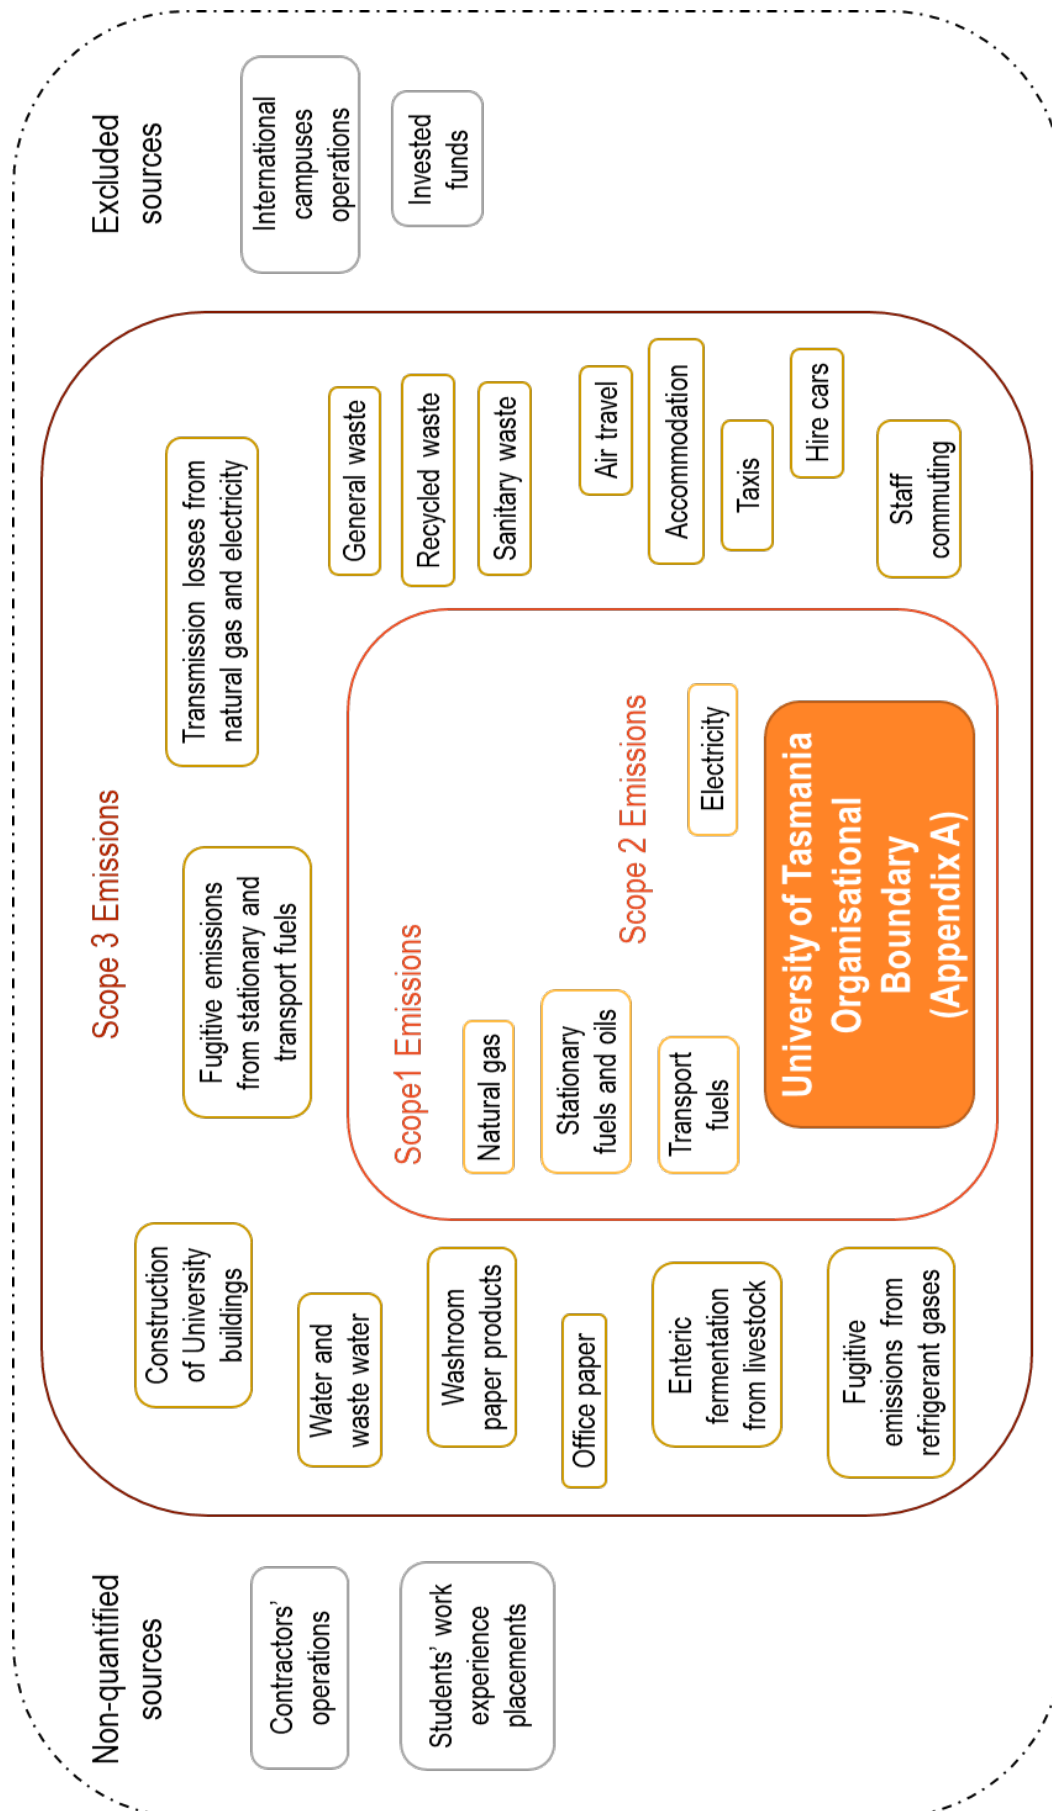 Non-quantified
sources
Contractors'
operations
Students' work
experience
placements
Scope 3 Emissions
Construction
of University
buildings
Water and
waste water
Washroom
paper products
Office paper
Enteric
fermentation
from livestock
Fugitive
emissions from
refrigerant gases
Fugitive emissions
from stationary and
transport fuels
Transmission losses from
natural gas and electricity
General waste
Recycled waste
Sanitary waste
Air travel
Accommodation
Taxis
Hire cars
Staff
commuting
Scope1 Emissions
Natural gas
Stationary
fuels and oils
Transport
fuels
Scope 2 Emissions
Electricity
University of Tasmania
Organisational
Boundary
(Appendix A)
Excluded
sources
International
campuses
operations
Invested
funds